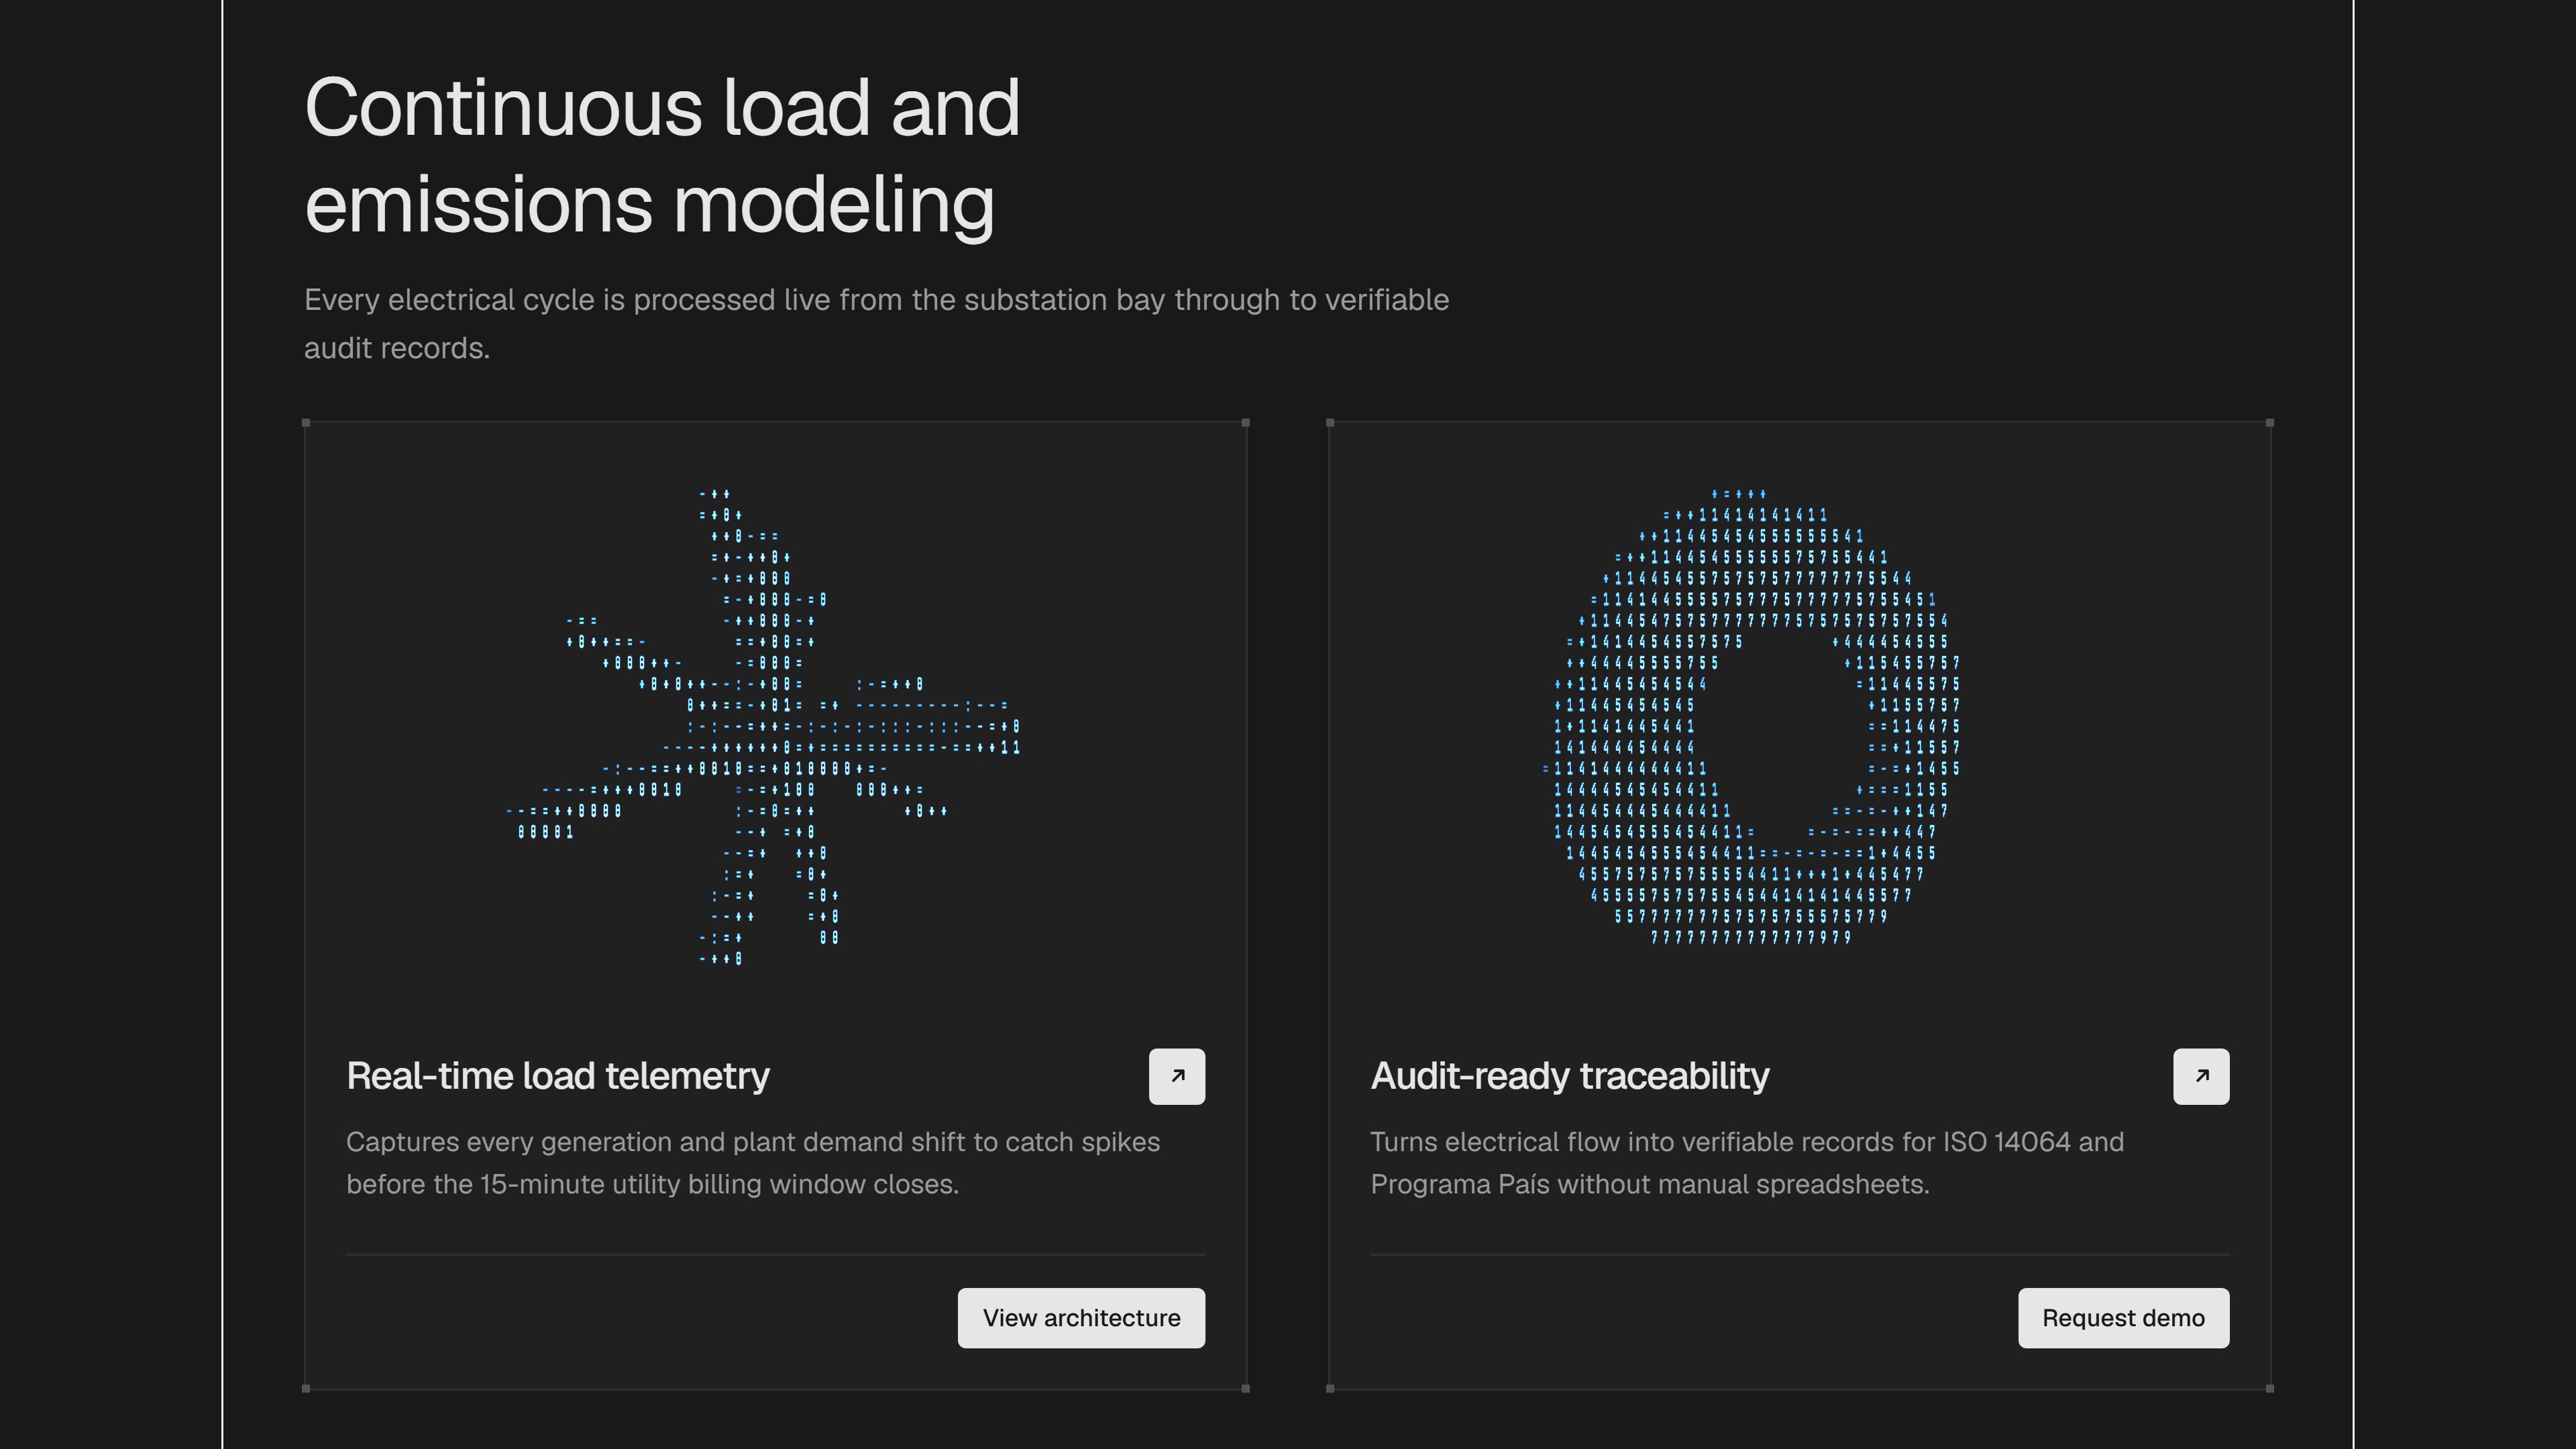 Continuous load and
emissions modeling
Every electrical cycle is processed live from the substation bay through to verifiable
audit records.
Real-time load telemetry
Captures every generation and plant demand shift to catch spikes
before the 15-minute utility billing window closes.
View architecture
Audit-ready traceability
Turns electrical flow into verifiable records for ISO 14064 and
Programa País without manual spreadsheets.
Request demo